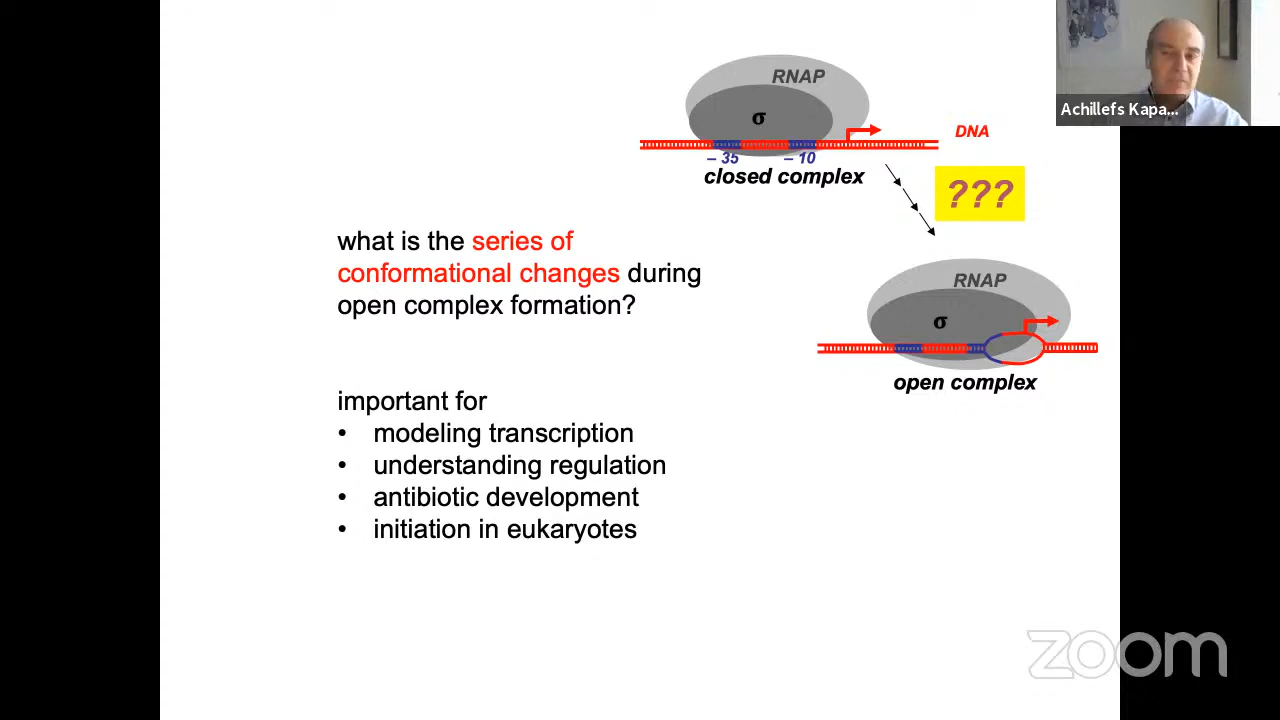 RNAP
σ
Achillefs Kapa...
DNA
– 35
– 10
closed complex
???
what is the series of
conformational changes during
open complex formation?
RNAP
σ
open complex
important for
• modeling transcription
• understanding regulation
• antibiotic development
• initiation in eukaryotes
zoom